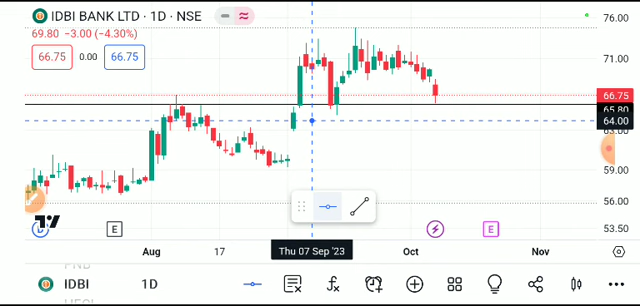 IDBI BANK LTD · 1D · NSE
69.80 −3.00 (−4.30%)
66.75 0.00 66.75
76.00
71.00
66.75
65.80
64.00
63.00
59.00
56.00
53.50
E E
Aug 17 Thu 07 Sep '23 Oct Nov
IDBI 1D